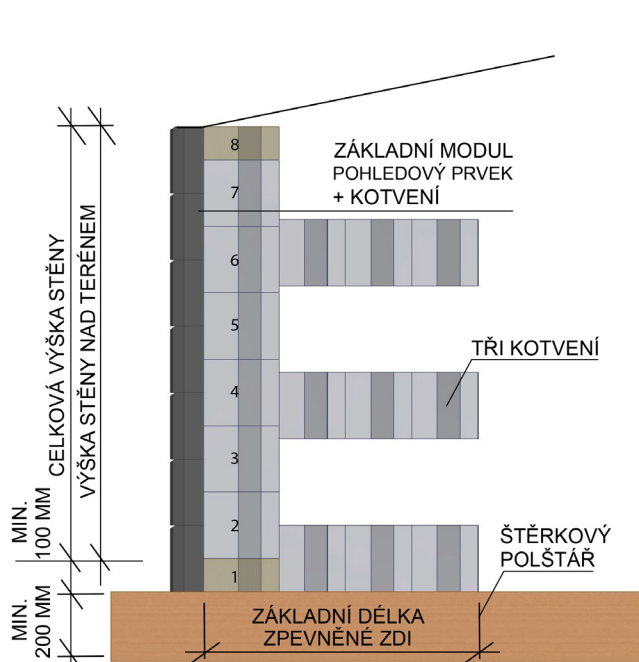 8
ZÁKLADNÍ MODUL
POHLEDOVÝ PRVEK
+ KOTVENÍ
7
6
5
TŘI KOTVENÍ
4
3
2
1
CELKOVÁ VÝŠKA STĚNY
VÝŠKA STĚNY NAD TERÉNEM
MIN.
100 MM
ŠTĚRKOVÝ
POLŠTÁŘ
MIN.
200 MM
ZÁKLADNÍ DÉLKA
ZPEVNĚNÉ ZDI